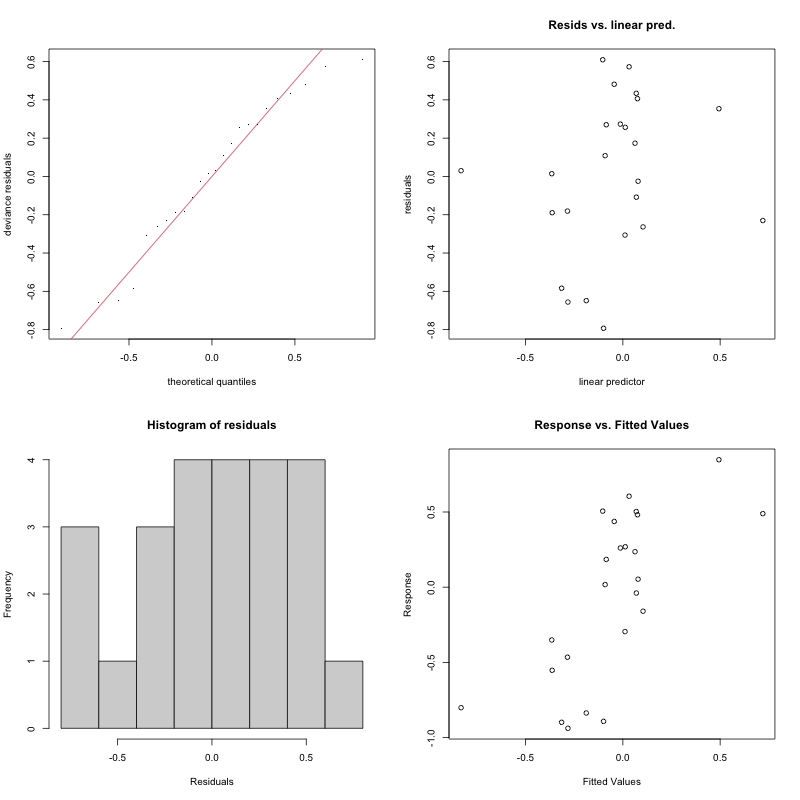 0.6
0.4
0.2
0.0
-0.2
-0.4
-0.6
-0.8
deviance residuals
-0.5 0.0 0.5
theoretical quantiles
Resids vs. linear pred.
0.6
0.4
0.2
0.0
-0.2
-0.4
-0.6
-0.8
residuals
-0.5 0.0 0.5
linear predictor
Histogram of residuals
4
3
2
1
0
Frequency
-0.5 0.0 0.5
Residuals
Response vs. Fitted Values
0.5
0.0
-0.5
-1.0
Response
-0.5 0.0 0.5
Fitted Values